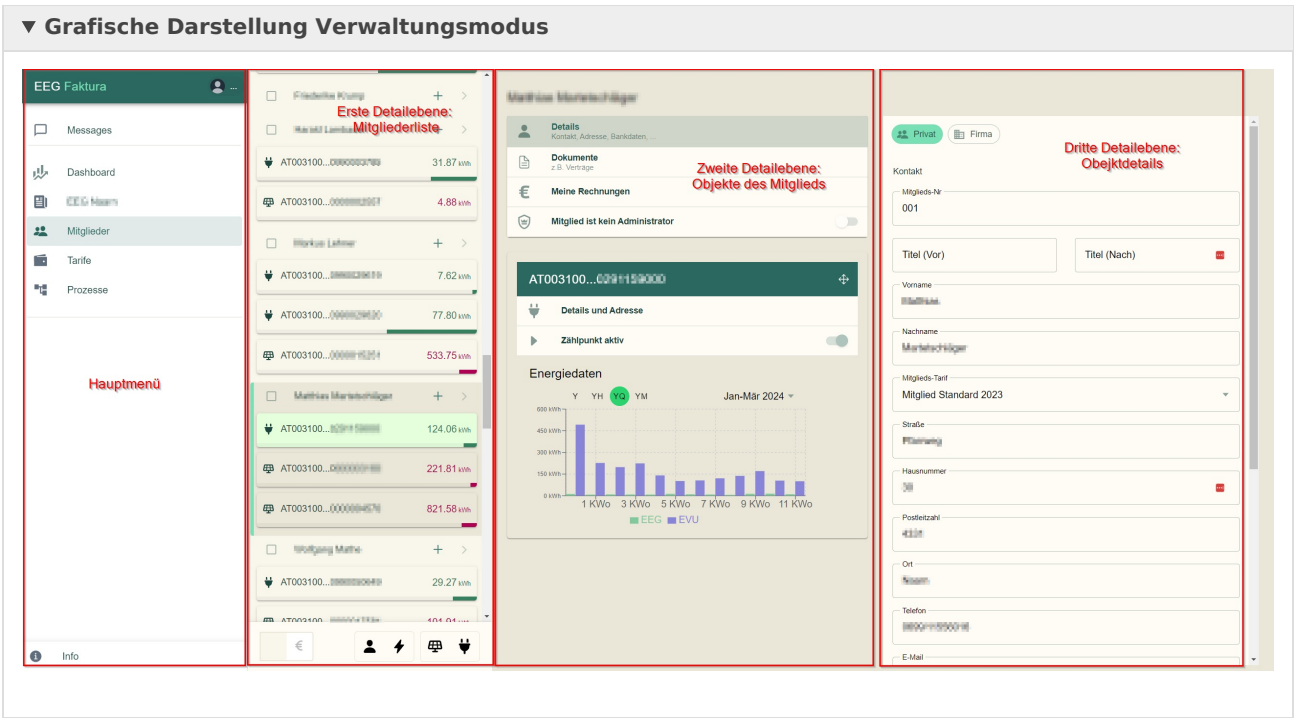 ▼ Grafische Darstellung Verwaltungsmodus
EEG Faktura
...
Messages
Dashboard
Mitglieder
Tarife
Prozesse
Hauptmenü
Info
Erste Detailebene:
Mitgliederliste
+ >
+ >
AT003100... 31.87 kWh
AT003100... 4.88 kWh
+ >
AT003100... 7.62 kWh
AT003100... 77.80 kWh
AT003100... 533.75 kWh
+ >
AT003100... 124.06 kWh
AT003100... 221.81 kWh
AT003100... 821.58 kWh
+ >
AT003100... 29.27 kWh
AT003100...
€
Details
Kontakt, Adresse, Bankdaten, ...
Dokumente
z.B. Verträge
Meine Rechnungen
Mitglied ist kein Administrator
Zweite Detailebene:
Objekte des Mitglieds
AT003100...
Details und Adresse
Zählpunkt aktiv
Energiedaten
Y YH YQ YM Jan-Mär 2024
600 kWh
450 kWh
300 kWh
150 kWh
0 kWh
1 KWo 3 KWo 5 KWo 7 KWo 9 KWo 11 KWo
EEG EVU
Privat Firma
Dritte Detailebene:
Obejktdetails
Kontakt
Mitglieds-Nr
001
Titel (Vor) Titel (Nach)
Vorname
Nachname
Mitglieds-Tarif
Mitglied Standard 2023
Straße
Hausnummer
Postleitzahl
Ort
Telefon
E-Mail